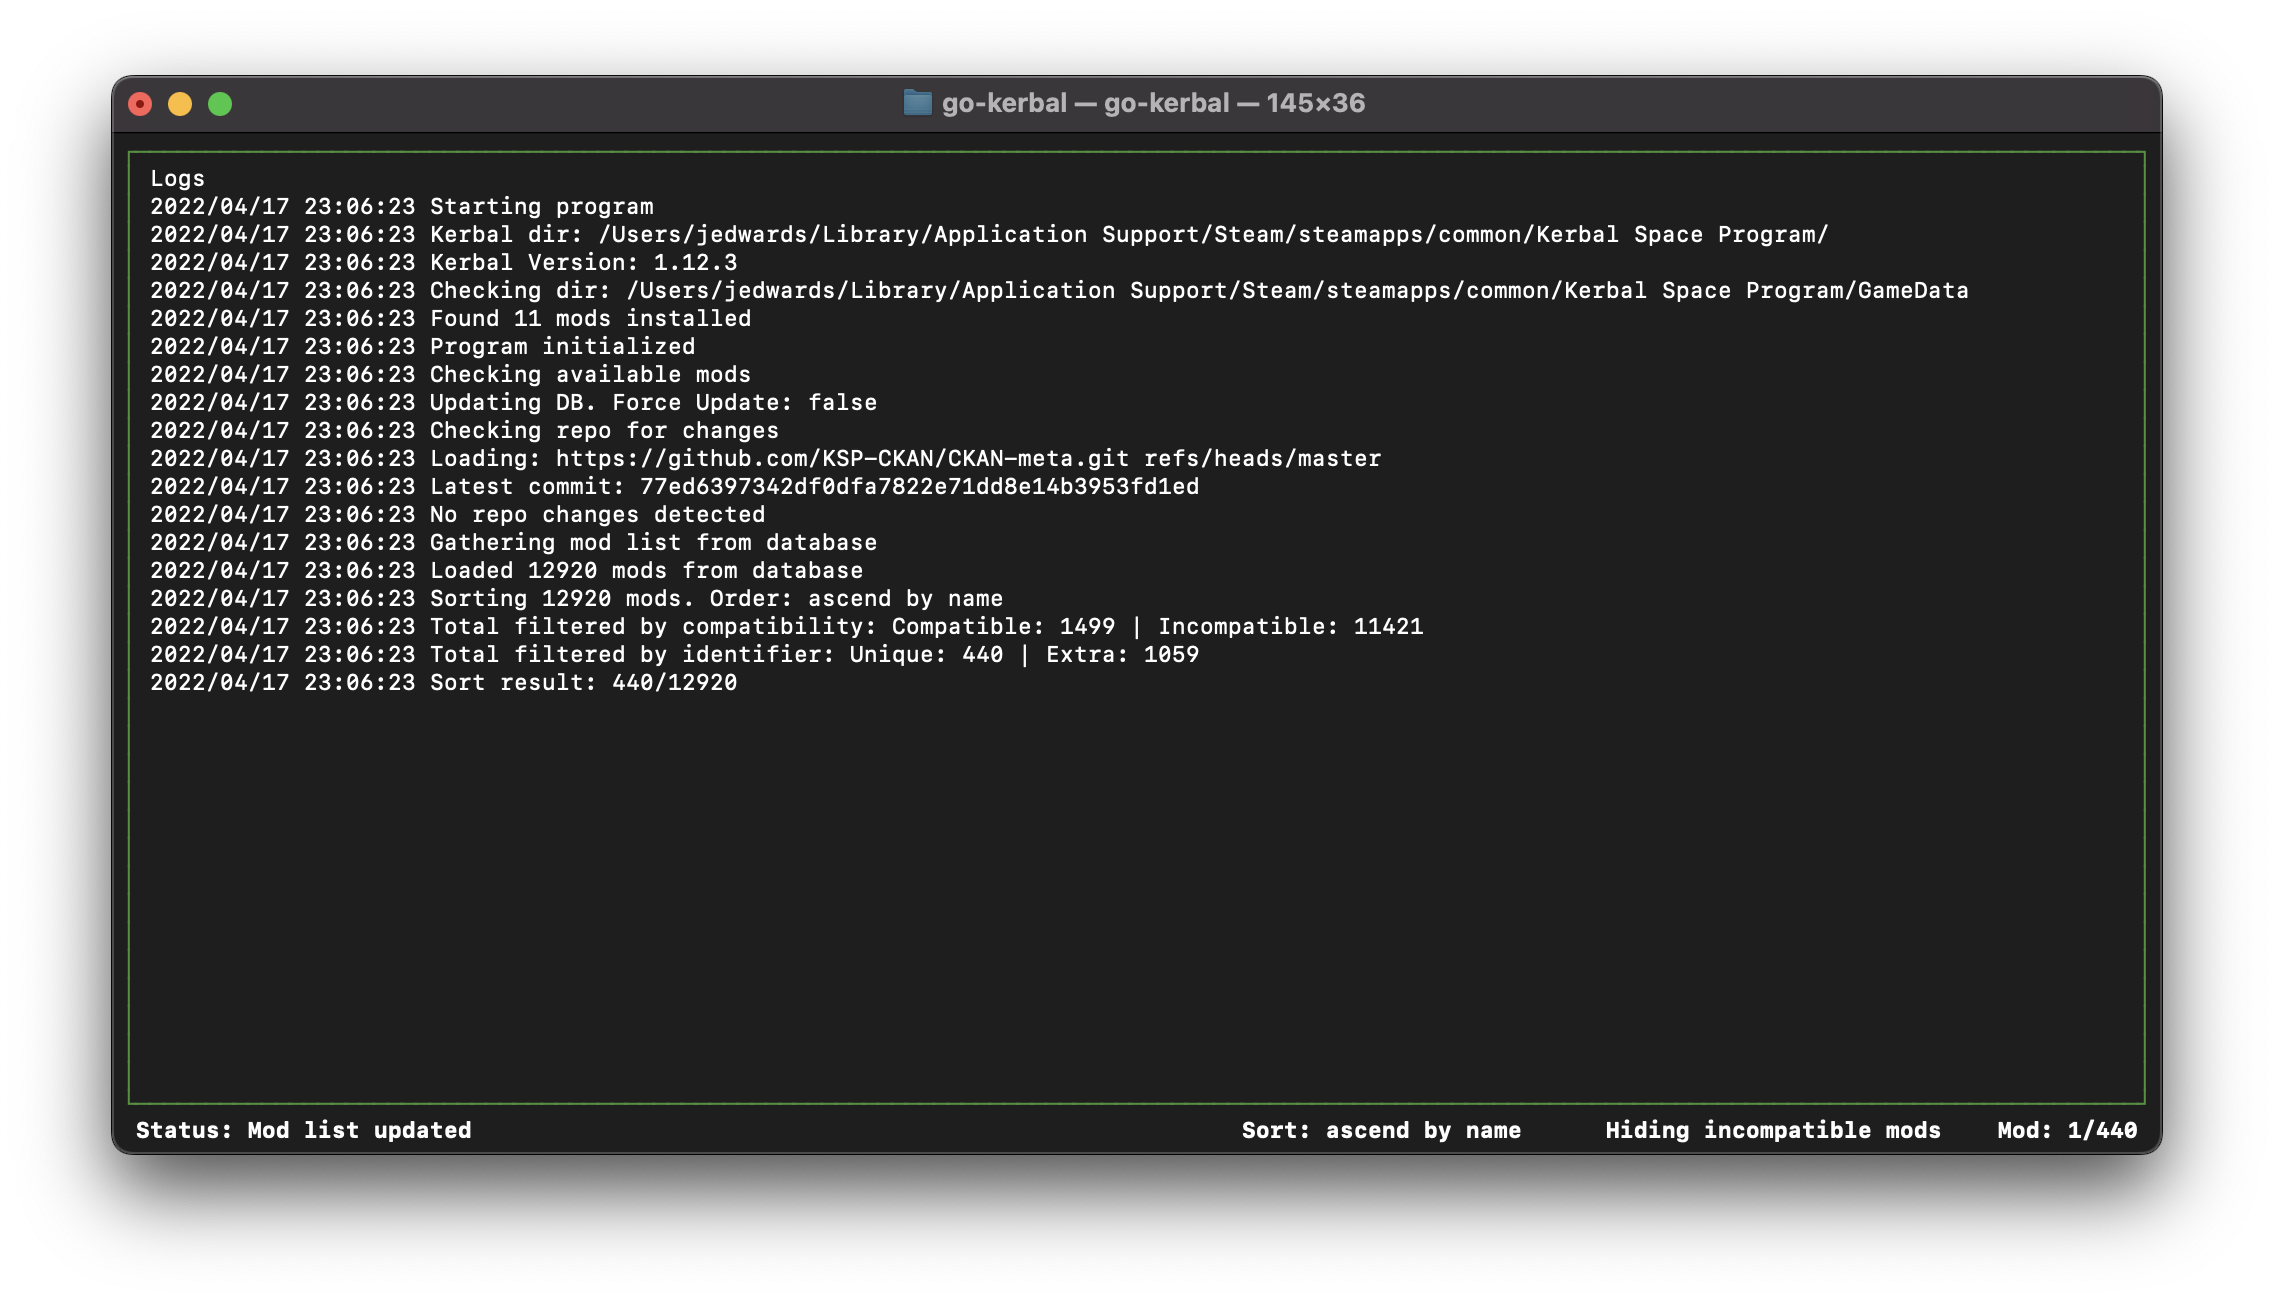 go-kerbal — go-kerbal — 145×36
Logs
2022/04/17 23:06:23 Starting program
2022/04/17 23:06:23 Kerbal dir: /Users/jedwards/Library/Application Support/Steam/steamapps/common/Kerbal Space Program/
2022/04/17 23:06:23 Kerbal Version: 1.12.3
2022/04/17 23:06:23 Checking dir: /Users/jedwards/Library/Application Support/Steam/steamapps/common/Kerbal Space Program/GameData
2022/04/17 23:06:23 Found 11 mods installed
2022/04/17 23:06:23 Program initialized
2022/04/17 23:06:23 Checking available mods
2022/04/17 23:06:23 Updating DB. Force Update: false
2022/04/17 23:06:23 Checking repo for changes
2022/04/17 23:06:23 Loading: https://github.com/KSP-CKAN/CKAN-meta.git refs/heads/master
2022/04/17 23:06:23 Latest commit: 77ed6397342df0dfa7822e71dd8e14b3953fd1ed
2022/04/17 23:06:23 No repo changes detected
2022/04/17 23:06:23 Gathering mod list from database
2022/04/17 23:06:23 Loaded 12920 mods from database
2022/04/17 23:06:23 Sorting 12920 mods. Order: ascend by name
2022/04/17 23:06:23 Total filtered by compatibility: Compatible: 1499 | Incompatible: 11421
2022/04/17 23:06:23 Total filtered by identifier: Unique: 440 | Extra: 1059
2022/04/17 23:06:23 Sort result: 440/12920
Status: Mod list updated Sort: ascend by name Hiding incompatible mods Mod: 1/440